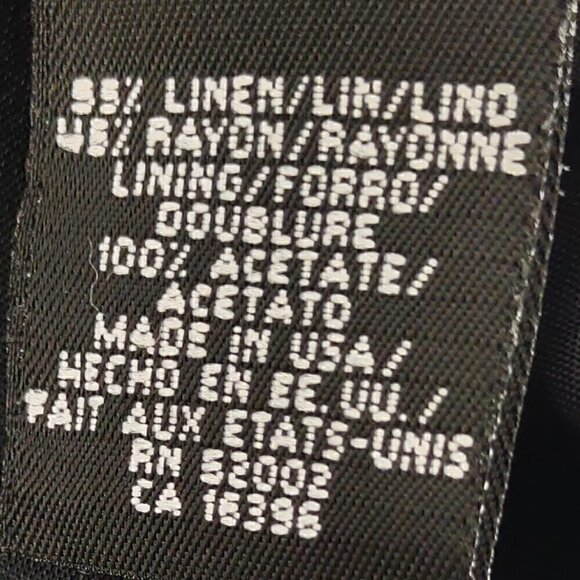 55% LINEN/LIN/LINO
45% RAYON/RAYONNE
LINING/FORRO/
DOUBLURE
100% ACETATE/
ACETATO
MADE IN USA/
HECHO EN EE.UU./
FAIT AUX ETATS-UNIS
RN 52002
CA 16396